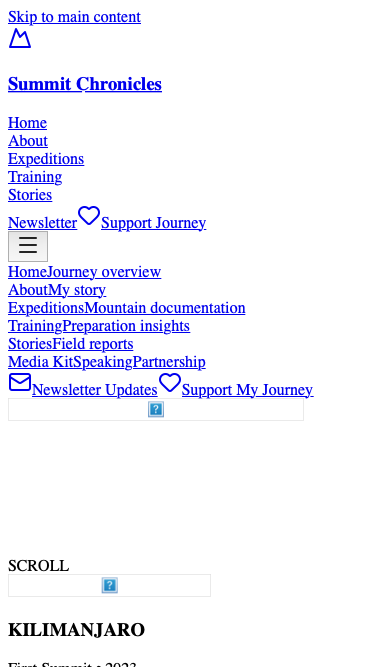 Skip to main content
Summit Chronicles
Home
About
Expeditions
Training
Stories
Newsletter Support Journey
HomeJourney overview
AboutMy story
ExpeditionsMountain documentation
TrainingPreparation insights
StoriesField reports
Media KitSpeakingPartnership
Newsletter Updates Support My Journey
SCROLL
KILIMANJARO
First Summit • 2023